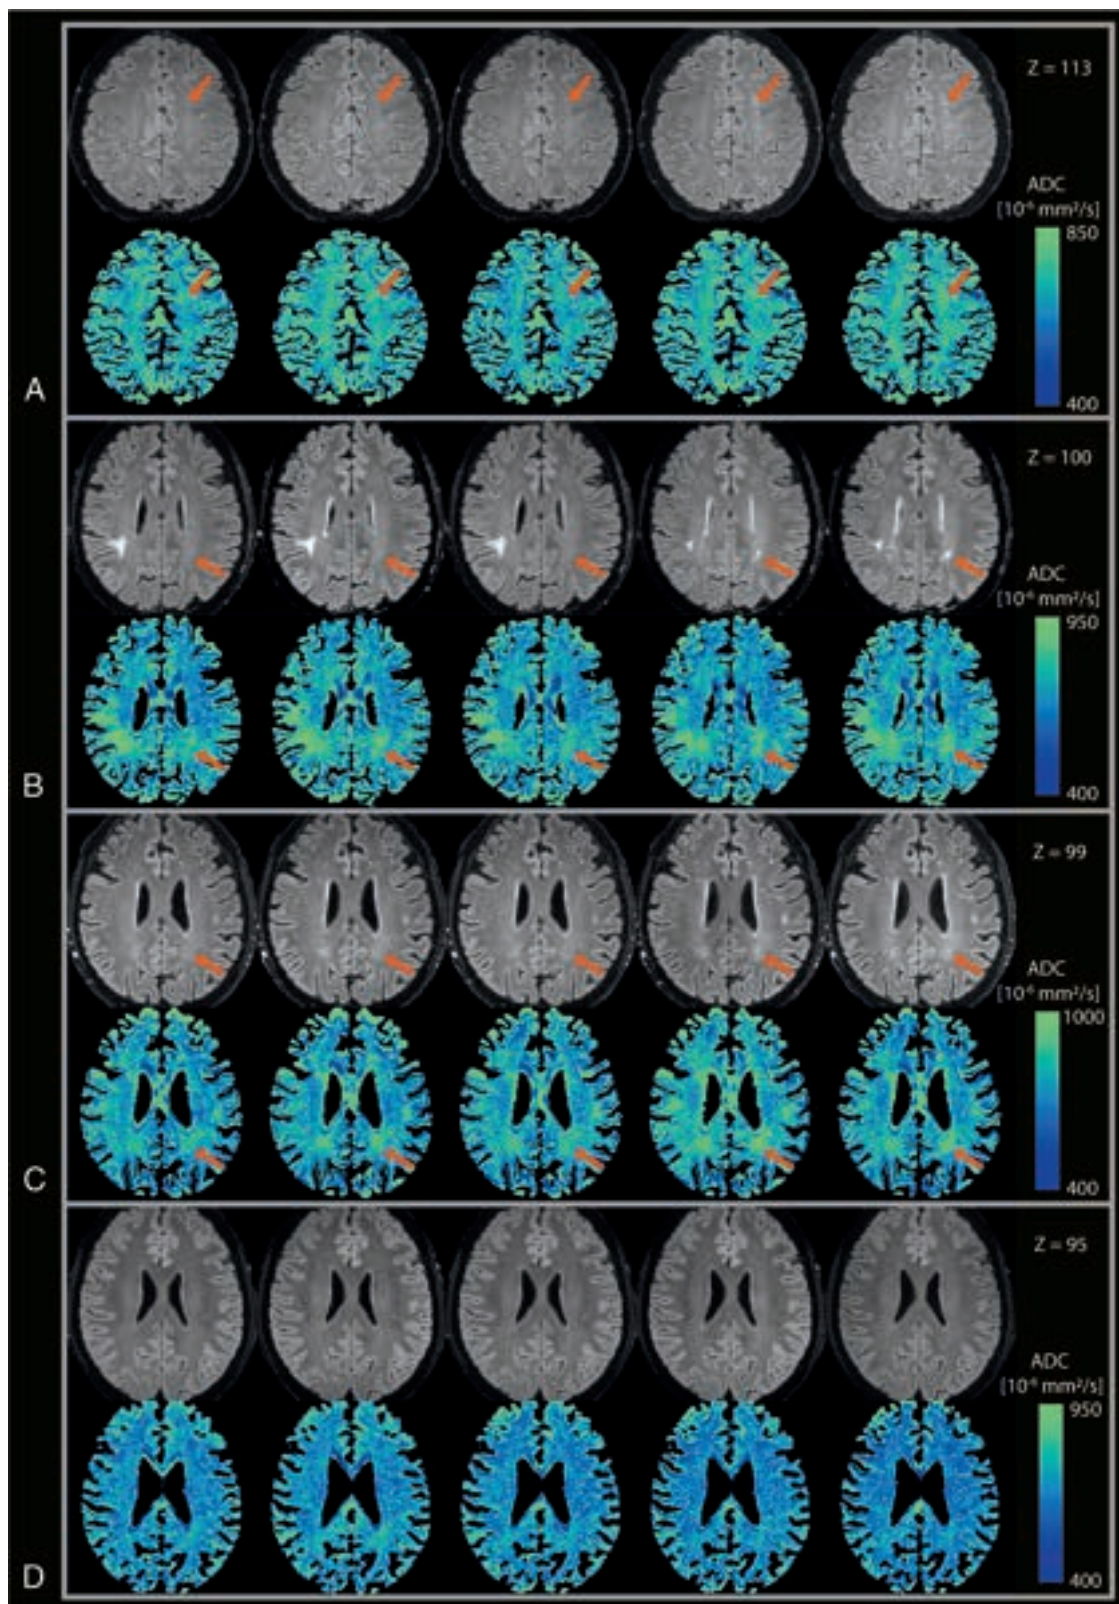 Z = 113
ADC
[10⁻⁶ mm²/s]
850
400
A
Z = 100
ADC
[10⁻⁶ mm²/s]
950
400
B
Z = 99
ADC
[10⁻⁶ mm²/s]
1000
400
C
Z = 95
ADC
[10⁻⁶ mm²/s]
950
400
D